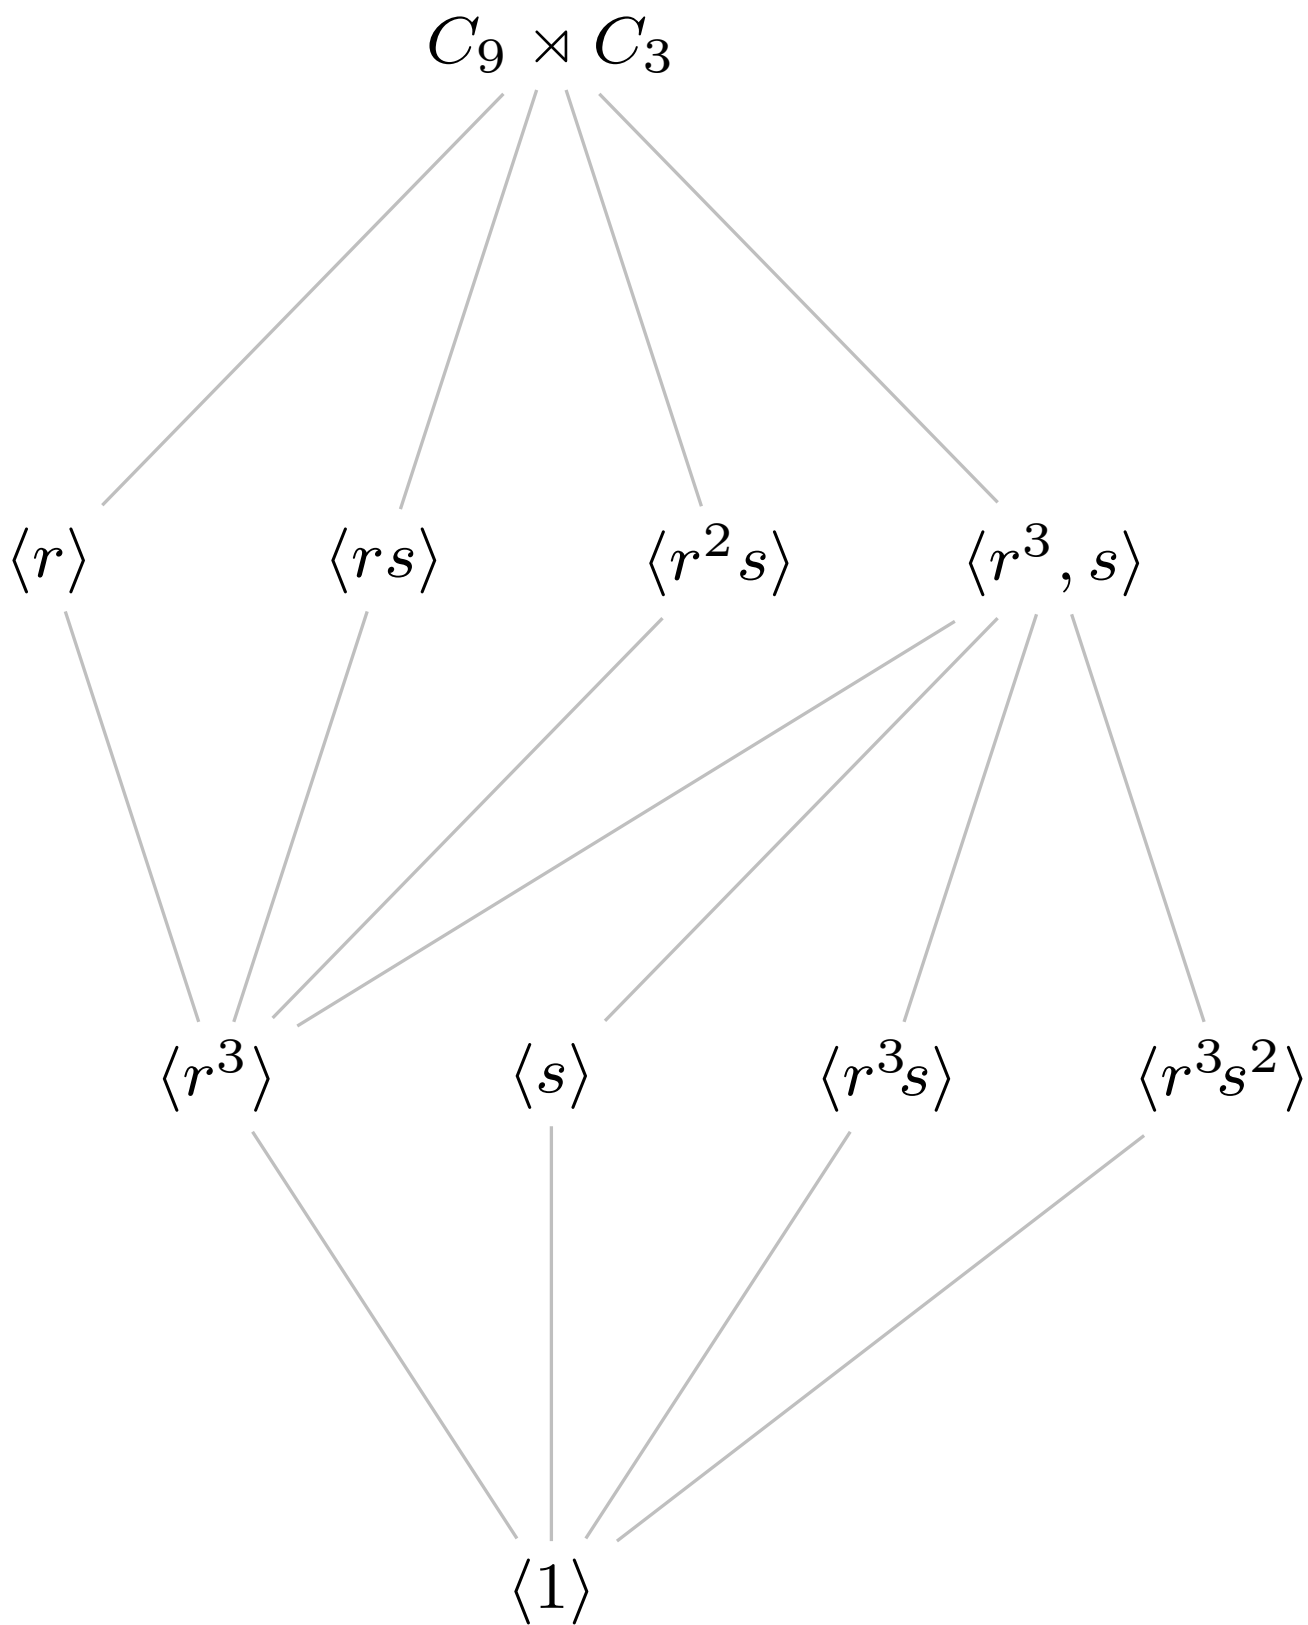 C₉ ⋊ C₃
⟨r⟩ ⟨rs⟩ ⟨r²s⟩ ⟨r³, s⟩
⟨r³⟩ ⟨s⟩ ⟨r³s⟩ ⟨r³s²⟩
⟨1⟩